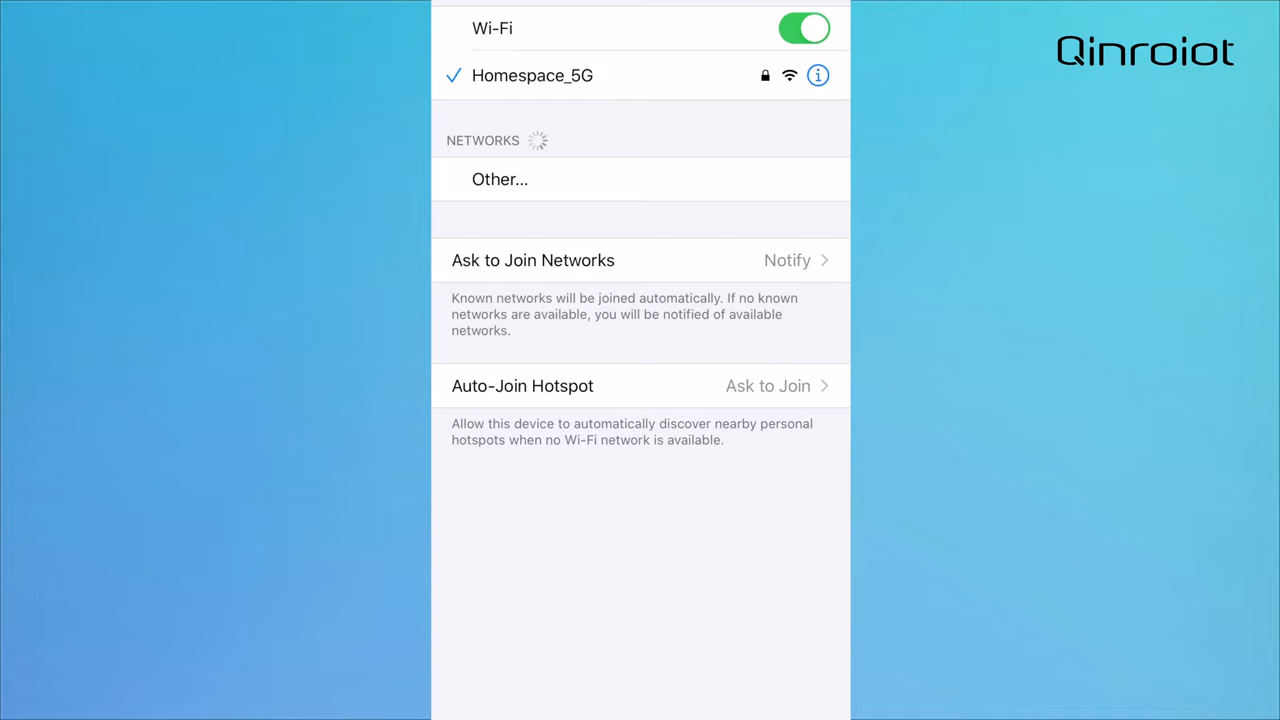 Wi-Fi
Qinroiot
Homespace_5G
NETWORKS
Other...
Ask to Join Networks Notify
Known networks will be joined automatically. If no known
networks are available, you will be notified of available
networks.
Auto-Join Hotspot Ask to Join
Allow this device to automatically discover nearby personal
hotspots when no Wi-Fi network is available.